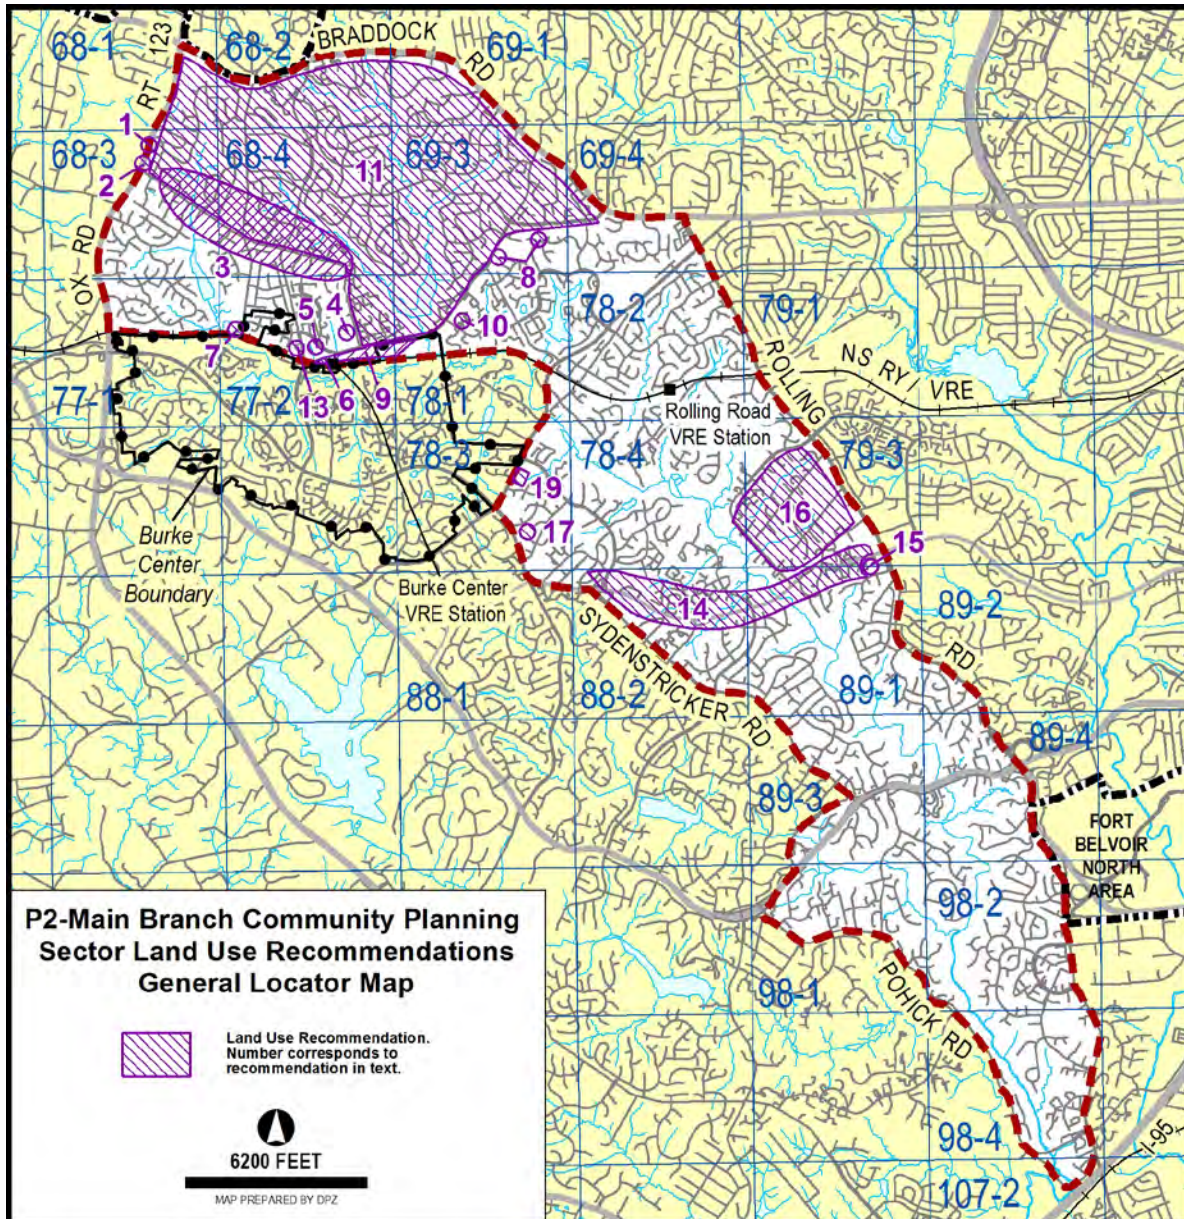 68-1
RT 123
68-2
BRADDOCK
RD
69-1
1
68-3
2
68-4
69-3
11
69-4
OX RD
3
8
5
4
10
78-2
79-1
7
ROLLING
NS RY/ VRE
77-1
77-2
13
6
9
78-1
Rolling Road
VRE Station
78-3
78-4
79-3
19
16
17
15
Burke
Center
Boundary
Burke Center
VRE Station
14
89-2
SYDENSTRICKER RD
RD
88-1
88-2
89-1
89-4
89-3
FORT
BELVOIR
NORTH
AREA
98-2
P2-Main Branch Community Planning
Sector Land Use Recommendations
General Locator Map
98-1
POHICK RD
Land Use Recommendation.
Number corresponds to
recommendation in text.
6200 FEET
MAP PREPARED BY DPZ
98-4
I-95
107-2